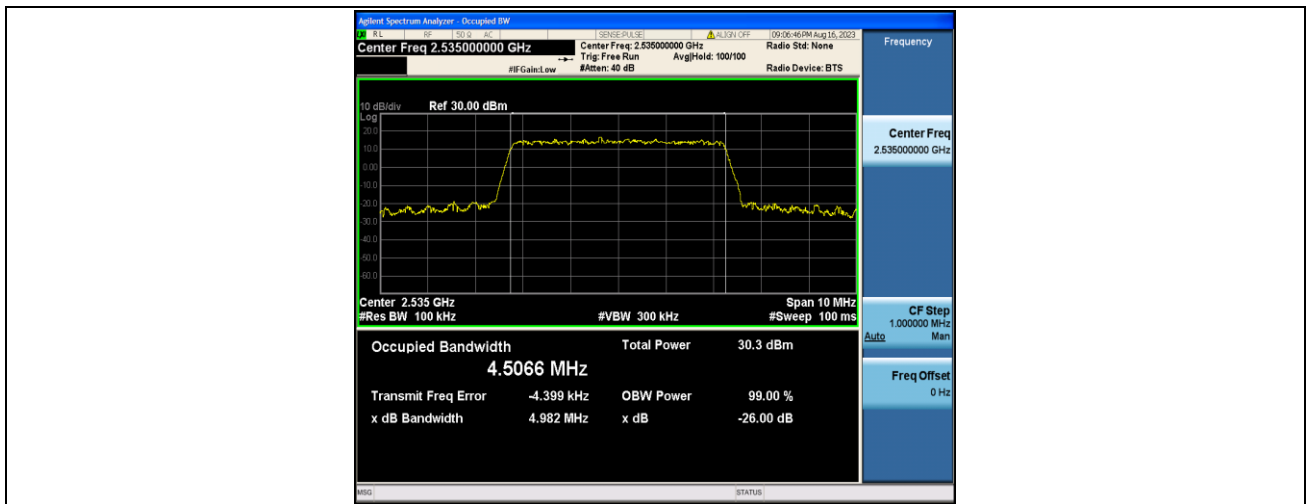 Agilent Spectrum Analyzer - Occupied BW
RL RF 50 Ω AC SENSE:PULSE ALIGN OFF 09:06:46 PM Aug 16, 2023
Center Freq 2.535000000 GHz
Center Freq: 2.535000000 GHz
Radio Std: None
Trig: Free Run Avg|Hold: 100/100
#IFGain:Low #Atten: 40 dB Radio Device: BTS
Frequency
10 dB/div Ref 30.00 dBm
Log
20.0
10.0
0.00
-10.0
-20.0
-30.0
-40.0
-50.0
-60.0
Center 2.535 GHz Span 10 MHz
#Res BW 100 kHz #VBW 300 kHz #Sweep 100 ms
Occupied Bandwidth Total Power 30.3 dBm
4.5066 MHz
Transmit Freq Error -4.399 kHz OBW Power 99.00 %
x dB Bandwidth 4.982 MHz x dB -26.00 dB
Center Freq
2.535000000 GHz
CF Step
1.000000 MHz
Auto Man
Freq Offset
0 Hz
MSG STATUS